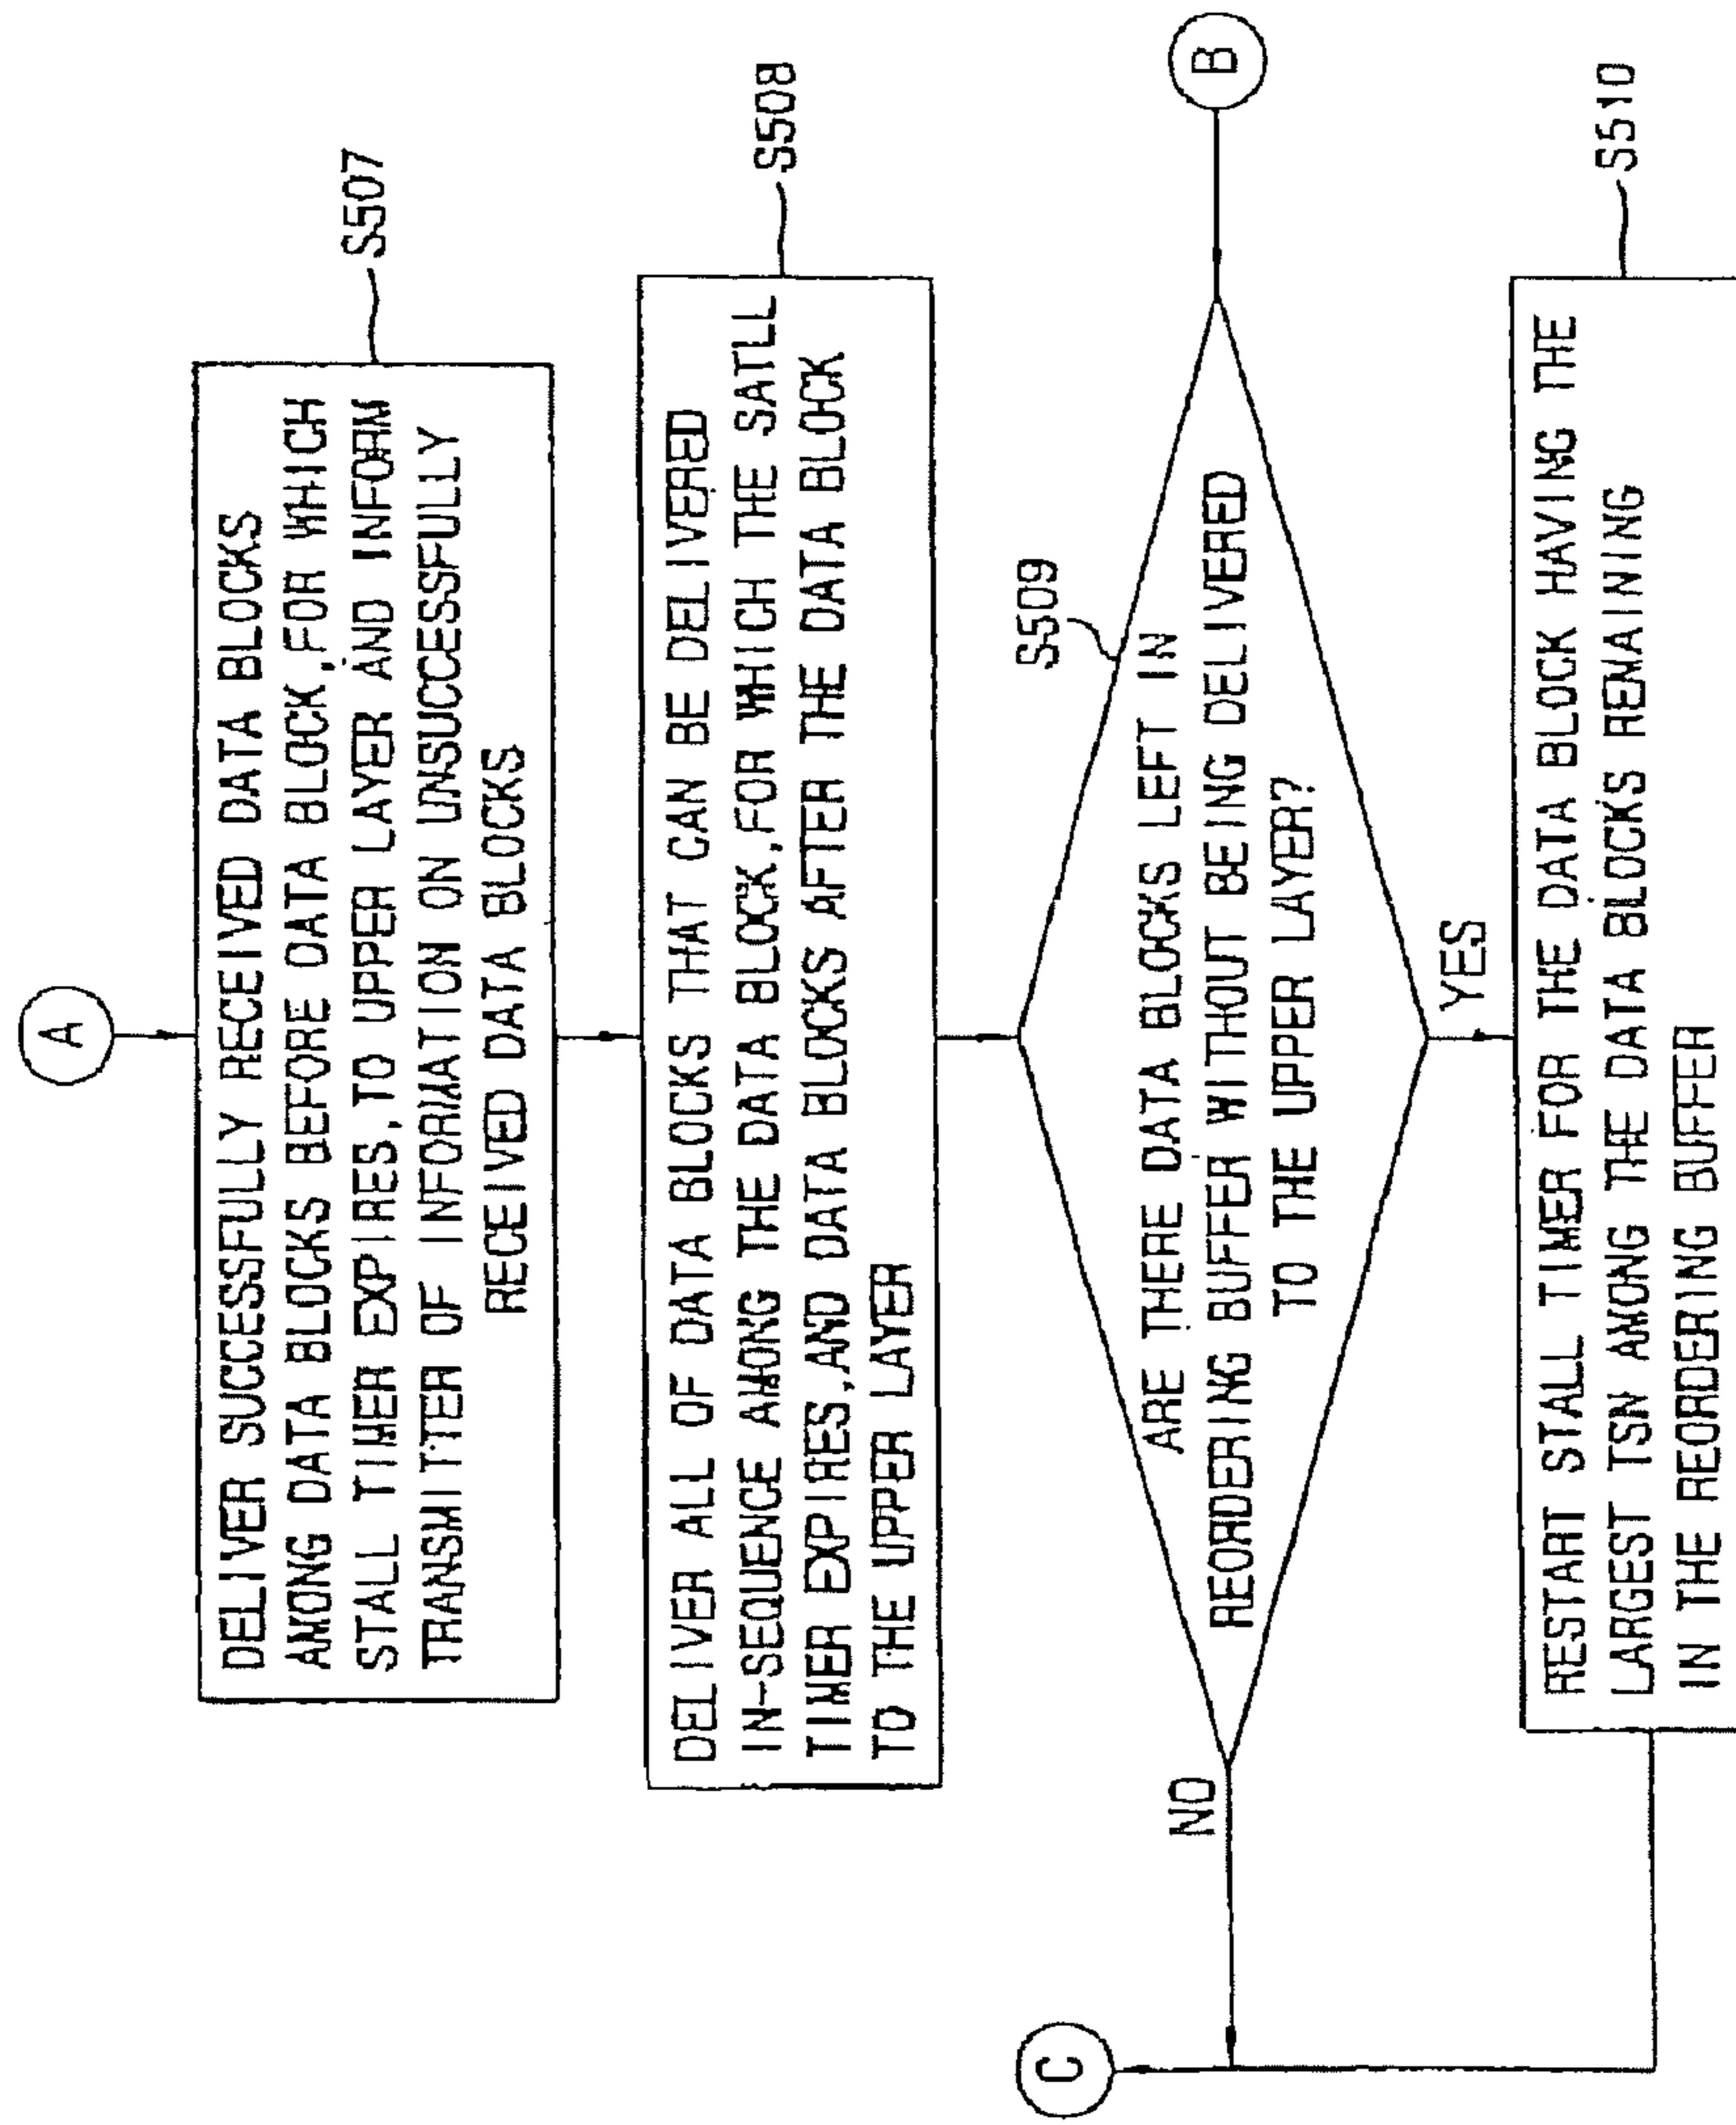 A
DELIVER SUCCESSFULLY RECEIVED DATA BLOCKS
AMONG DATA BLOCKS BEFORE DATA BLOCK, FOR WHICH
STALL TIMER EXPIRES, TO UPPER LAYER AND INFORM
TRANSMITTER OF INFORMATION ON UNSUCCESSFULLY
RECEIVED DATA BLOCKS
S507
DELIVER ALL OF DATA BLOCKS THAT CAN BE DELIVERED
IN-SEQUENCE AMONG THE DATA BLOCK, FOR WHICH THE SATLL
TIMER EXPIRES, AND DATA BLOCKS AFTER THE DATA BLOCK
TO THE UPPER LAYER
S508
S509
ARE THERE DATA BLOCKS LEFT IN
REORDERING BUFFER WITHOUT BEING DELIVERED
TO THE UPPER LAYER?
B
NO
C
YES
RESTART STALL TIMER FOR THE DATA BLOCK HAVING THE
LARGEST TSN AMONG THE DATA BLOCKS REMAINING
IN THE REORDERING BUFFER
S510